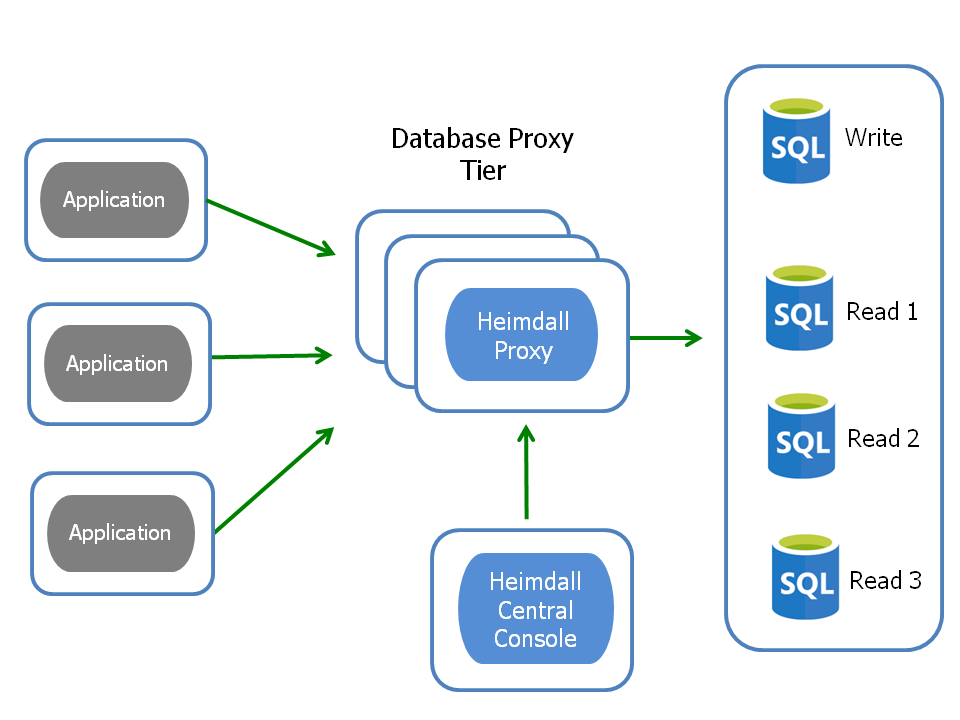 Database Proxy
Tier
Application
Application
Application
Heimdall
Proxy
Heimdall
Central
Console
SQL
Write
SQL
Read 1
SQL
Read 2
SQL
Read 3